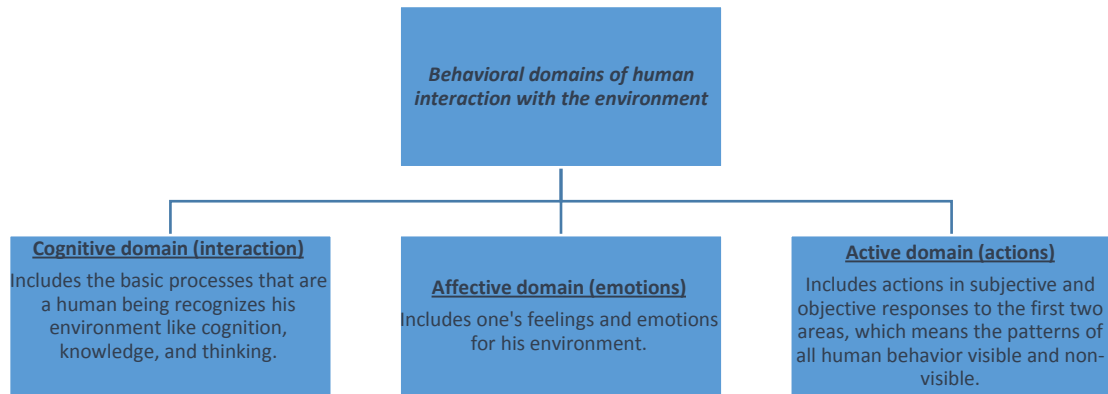 Behavioral domains of human
interaction with the environment
Cognitive domain (interaction)
Includes the basic processes that are
a human being recognizes his
environment like cognition,
knowledge, and thinking.
Affective domain (emotions)
Includes one's feelings and emotions
for his environment.
Active domain (actions)
Includes actions in subjective and
objective responses to the first two
areas, which means the patterns of
all human behavior visible and non-
visible.